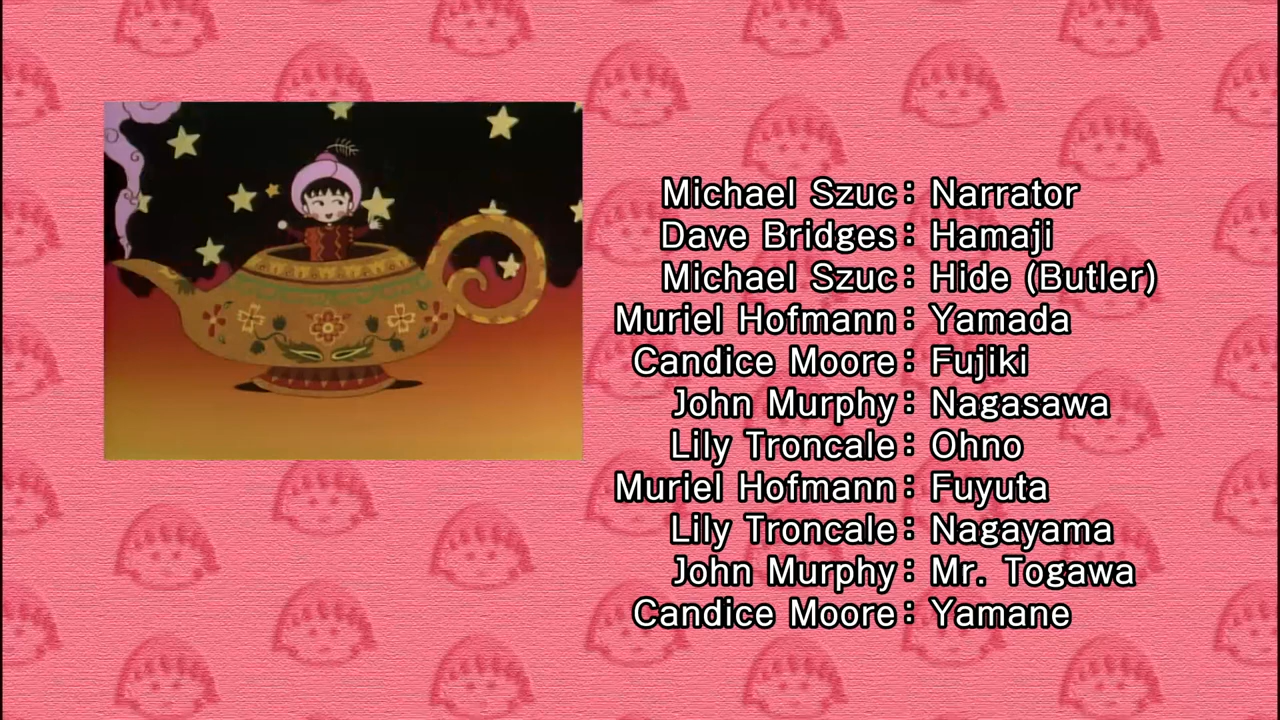 Michael Szuc: Narrator
Dave Bridges: Hamaji
Michael Szuc: Hide (Butler)
Muriel Hofmann: Yamada
Candice Moore: Fujiki
John Murphy: Nagasawa
Lily Troncale: Ohno
Muriel Hofmann: Fuyuta
Lily Troncale: Nagayama
John Murphy: Mr. Togawa
Candice Moore: Yamane